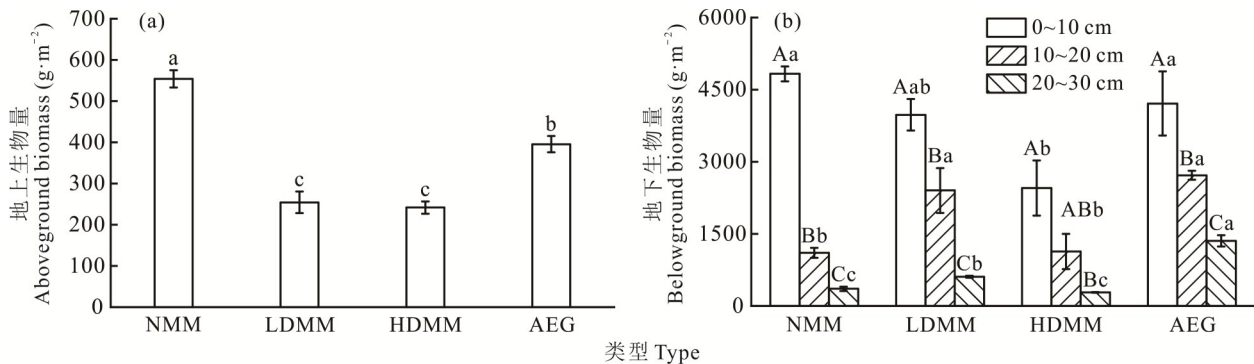 地上生物量
Aboveground biomass (g·m⁻²)
700
600
500
400
300
200
100
0
(a)
a
c
c
b
NMM
LDMM
HDMM
AEG
地下生物量
Belowground biomass (g·m⁻²)
6000
4500
3000
1500
0
(b)
0~10 cm
10~20 cm
20~30 cm
Aa
Bb
Cc
Aab
Ba
Cb
Ab
ABb
Bc
Aa
Ba
Ca
NMM
LDMM
HDMM
AEG
类型 Type